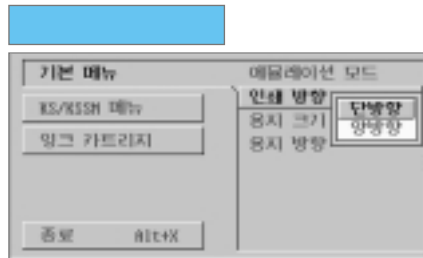 기본 메뉴
KS/KSSM 메뉴
잉크 카트리지
종료 Alt+X
에뮬레이션 모드
인쇄 방향
용지 크기
용지 방향
단방향
양방향